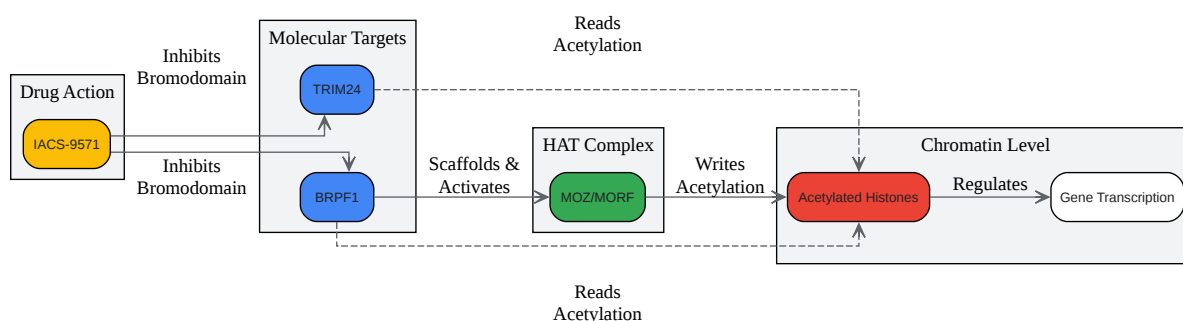 Reads
Acetylation
Molecular Targets
Inhibits
Bromodomain
TRIM24
Drug Action
IACS-9571
HAT Complex
Chromatin Level
Inhibits
Bromodomain
Scaffolds &
Activates
Writes
Acetylation
Regulates
BRPF1
MOZ/MORF
Acetylated Histones
Gene Transcription
Reads
Acetylation